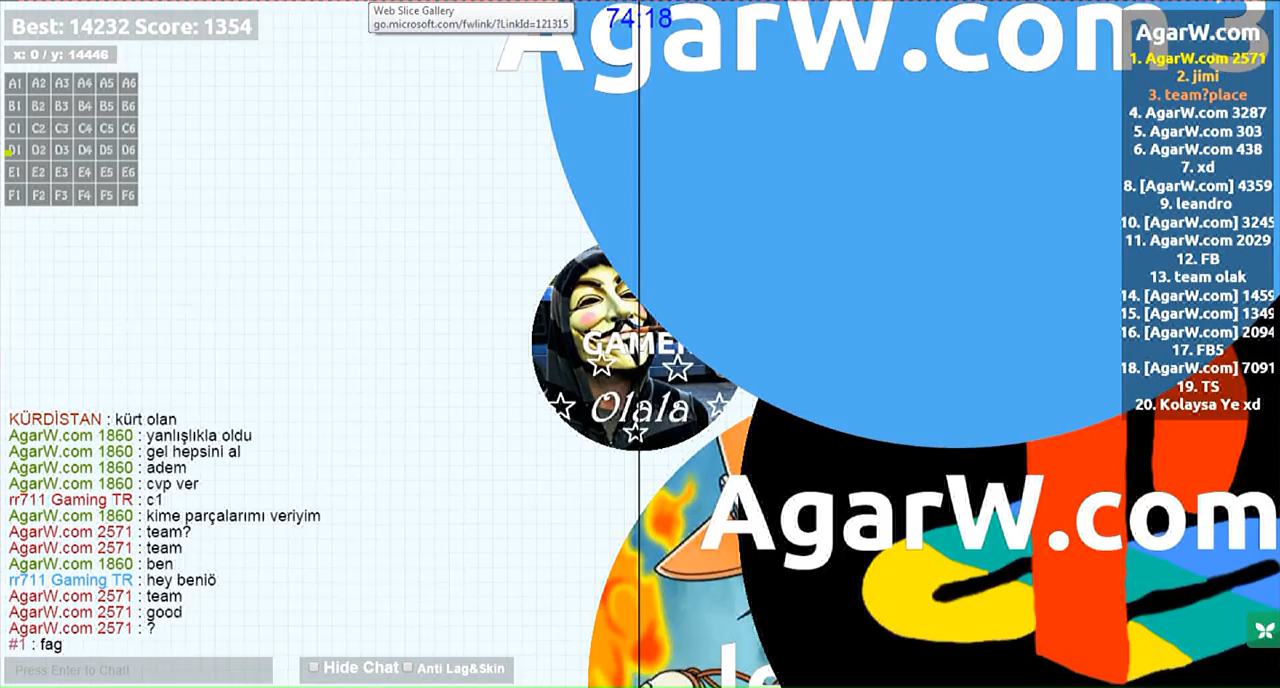 Best: 14232 Score: 1354
x: 0 / y: 14446
Web Slice Gallery
go.microsoft.com/fwlink/?LinkId=121315
74:18
A1 A2 A3 A4 A5 A6
B1 B2 B3 B4 B5 B6
C1 C2 C3 C4 C5 C6
D1 D2 D3 D4 D5 D6
E1 E2 E3 E4 E5 E6
F1 F2 F3 F4 F5 F6
AgarW.com 3
AgarW.com
1. AgarW.com 2571
2. jimi
3. team?place
4. AgarW.com 3287
5. AgarW.com 303
6. AgarW.com 438
7. xd
8. [AgarW.com] 4359
9. leandro
10. [AgarW.com] 3245
11. AgarW.com 2029
12. FB
13. team olak
14. [AgarW.com] 1459
15. [AgarW.com] 1349
16. [AgarW.com] 2094
17. FB5
18. [AgarW.com] 7091
19. TS
20. Kolaysa Ye xd
GAMER
Olala
AgarW.com
KÜRDİSTAN : kürt olan
AgarW.com 1860 : yanlışlıkla oldu
AgarW.com 1860 : gel hepsini al
AgarW.com 1860 : adem
AgarW.com 1860 : cvp ver
rr711 Gaming TR : c1
AgarW.com 1860 : kime parçalarımı veriyim
AgarW.com 2571 : team?
AgarW.com 2571 : team
AgarW.com 1860 : ben
rr711 Gaming TR : hey beniö
AgarW.com 2571 : team
AgarW.com 2571 : good
AgarW.com 2571 : ?
#1 : fag
Press Enter to Chat!
Hide Chat Anti Lag&Skin